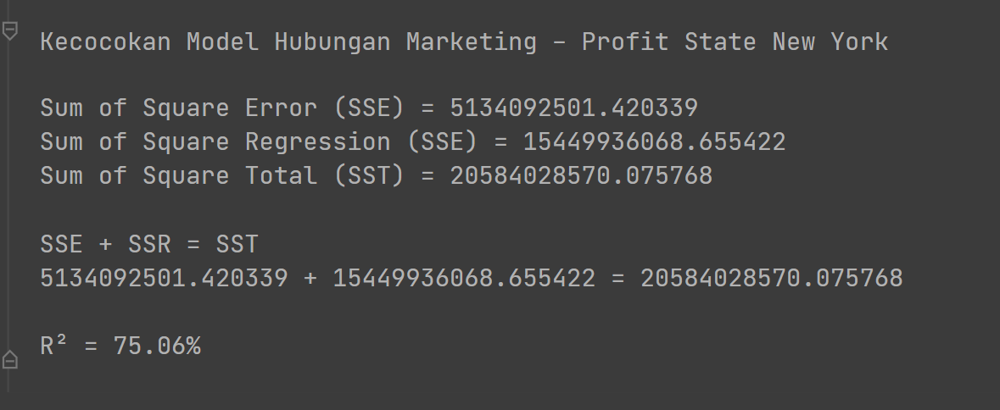 Kecocokan Model Hubungan Marketing – Profit State New York
Sum of Square Error (SSE) = 5134092501.420339
Sum of Square Regression (SSE) = 15449936068.655422
Sum of Square Total (SST) = 20584028570.075768
SSE + SSR = SST
5134092501.420339 + 15449936068.655422 = 20584028570.075768
R² = 75.06%